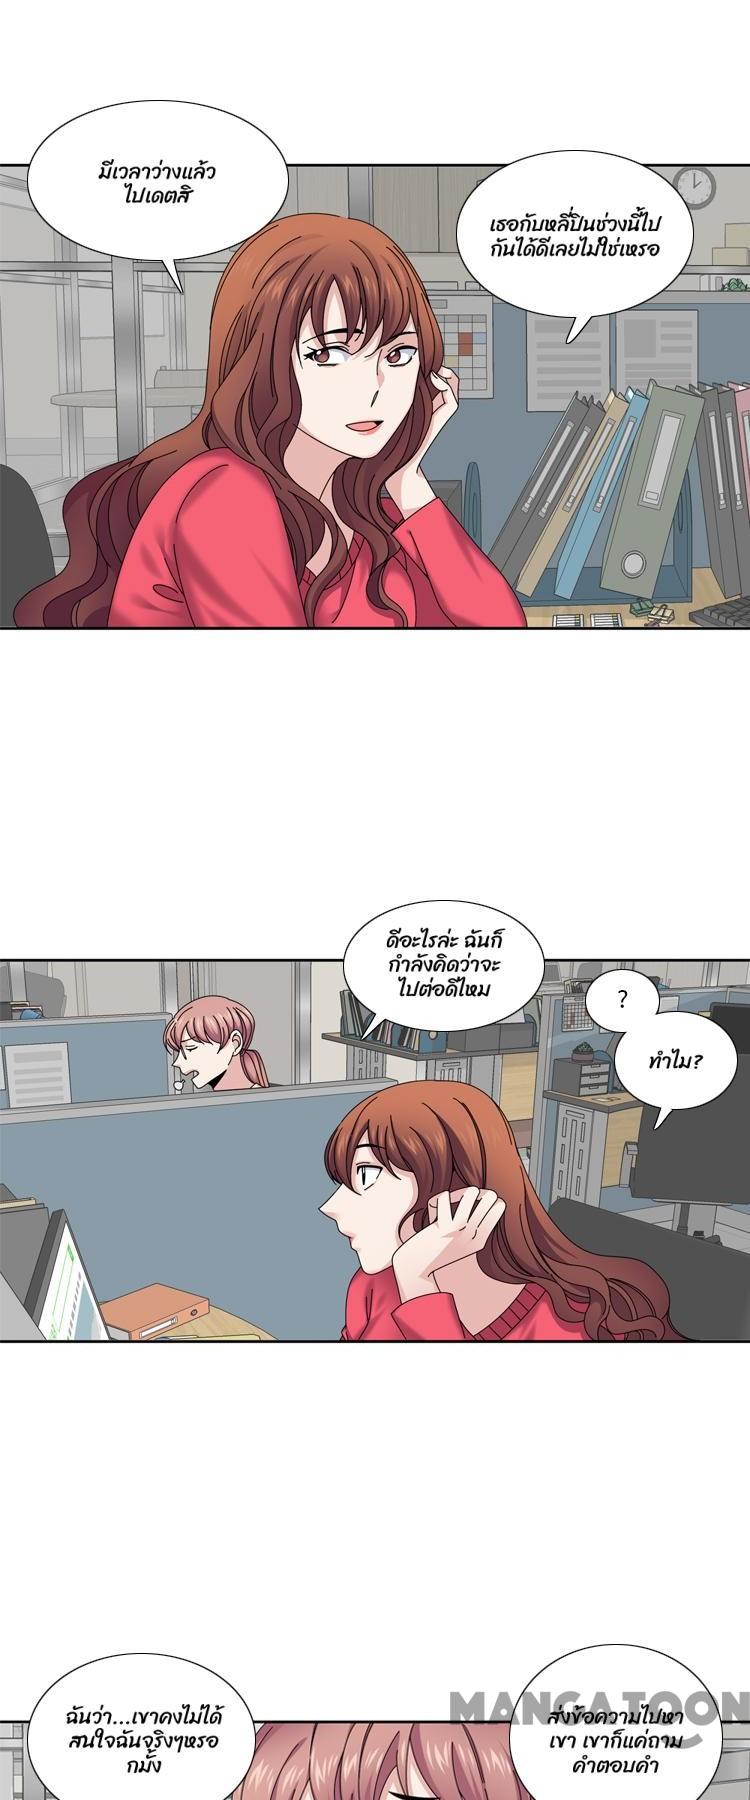 มีเวลาว่างแล้ว
ไปเดตสิ
เธอกับหลี่ปินช่วงนี้ไป
กันได้ดีเลยไม่ใช่เหรอ
ดีอะไรล่ะ ฉันก็
กำลังคิดว่าจะ
ไปต่อดีไหม
?
ทำไม?
ฉันว่า...เขาคงไม่ได้
สนใจฉันจริงๆหรอ
กมั้ง
ส่งข้อความไปหา
เขา เขาก็แค่ถาม
คำตอบคำ
MANGATOON